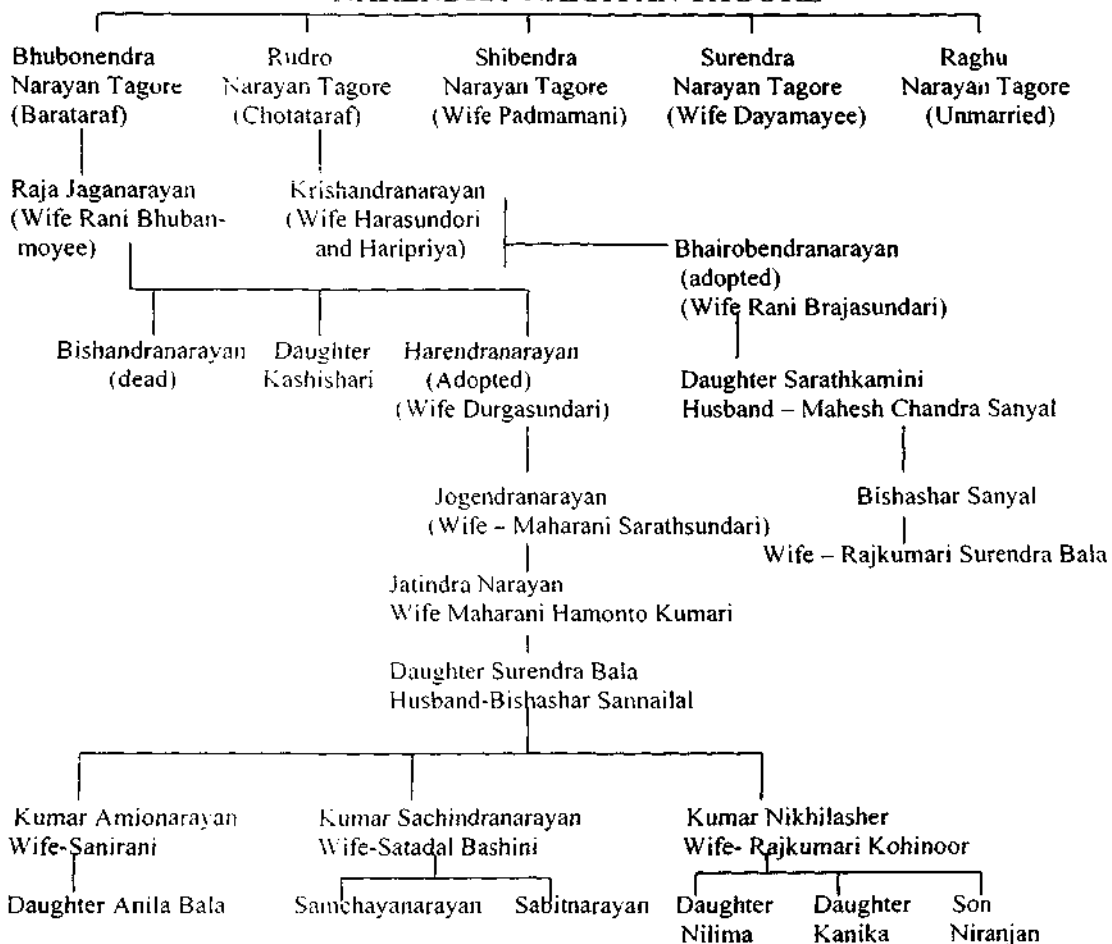 Bhubonendra
Narayan Tagore
(Barataraf)
Rudro
Narayan Tagore
(Chotataraf)
Shibendra
Narayan Tagore
(Wife Padmamani)
Surendra
Narayan Tagore
(Wife Dayamayee)
Raghu
Narayan Tagore
(Unmarried)
Raja Jaganarayan
(Wife Rani Bhuban-
moyee)
Krishandranarayan
(Wife Harasundori
and Haripriya)
Bhairobendranarayan
(adopted)
(Wife Rani Brajasundari)
Bishandranarayan
(dead)
Daughter
Kashishari
Harendranarayan
(Adopted)
(Wife Durgasundari)
Daughter Sarathkamini
Husband – Mahesh Chandra Sanyal
Jogendranarayan
(Wife – Maharani Sarathsundari)
Bishashar Sanyal
Wife – Rajkumari Surendra Bala
Jatindra Narayan
Wife Maharani Hamonto Kumari
Daughter Surendra Bala
Husband-Bishashar Sannailal
Kumar Amionarayan
Wife-Sanirani
Kumar Sachindranarayan
Wife-Satadal Bashini
Kumar Nikhilasher
Wife- Rajkumari Kohinoor
Daughter Anila Bala
Samchayanarayan
Sabitnarayan
Daughter
Nilima
Daughter
Kanika
Son
Niranjan